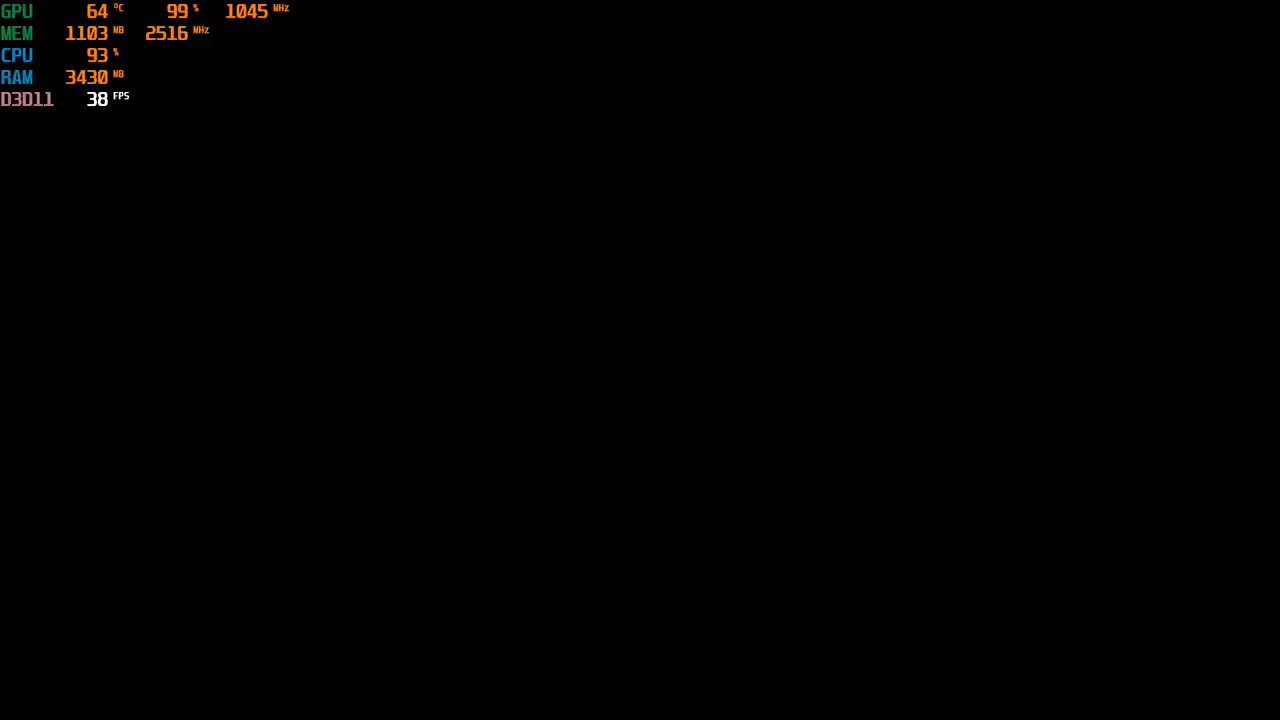 GPU 64 °C 99 % 1045 MHz
MEM 1103 MB 2516 MHz
CPU 93 %
RAM 3430 MB
D3D11 38 FPS